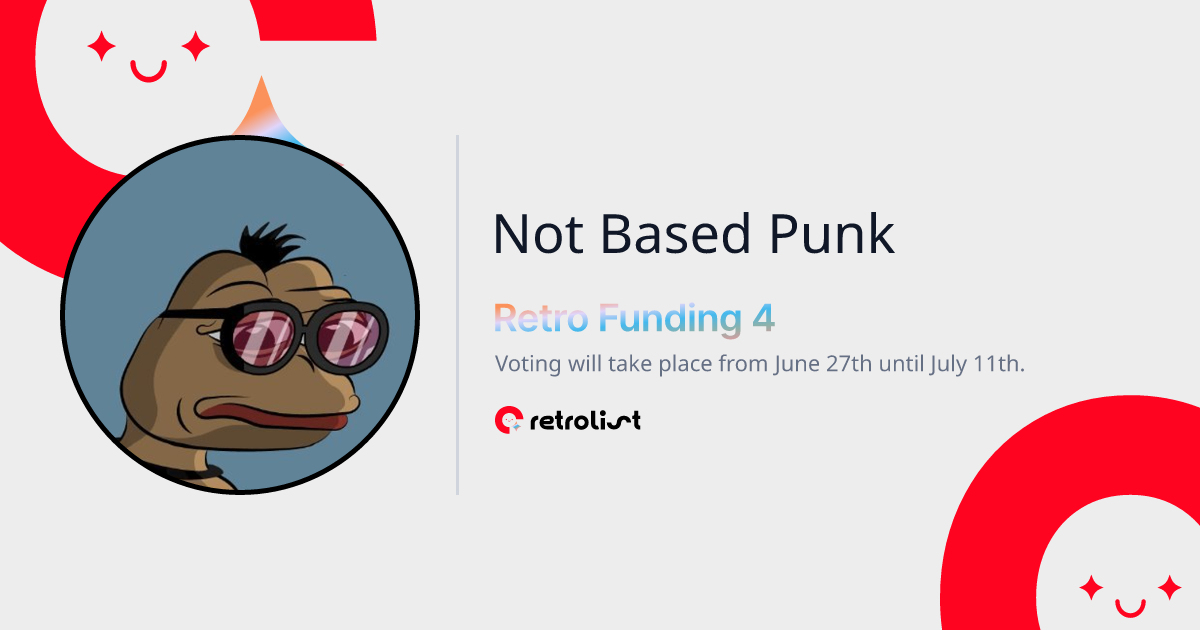 Not Based Punk
Retro Funding 4
Voting will take place from June 27th until July 11th.
retrolist